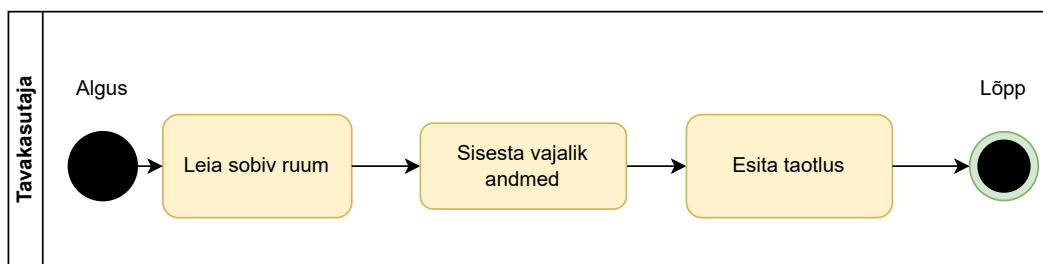 Tavakasutaja
Algus
Leia sobiv ruum
Sisesta vajalik
andmed
Esita taotlus
Lõpp